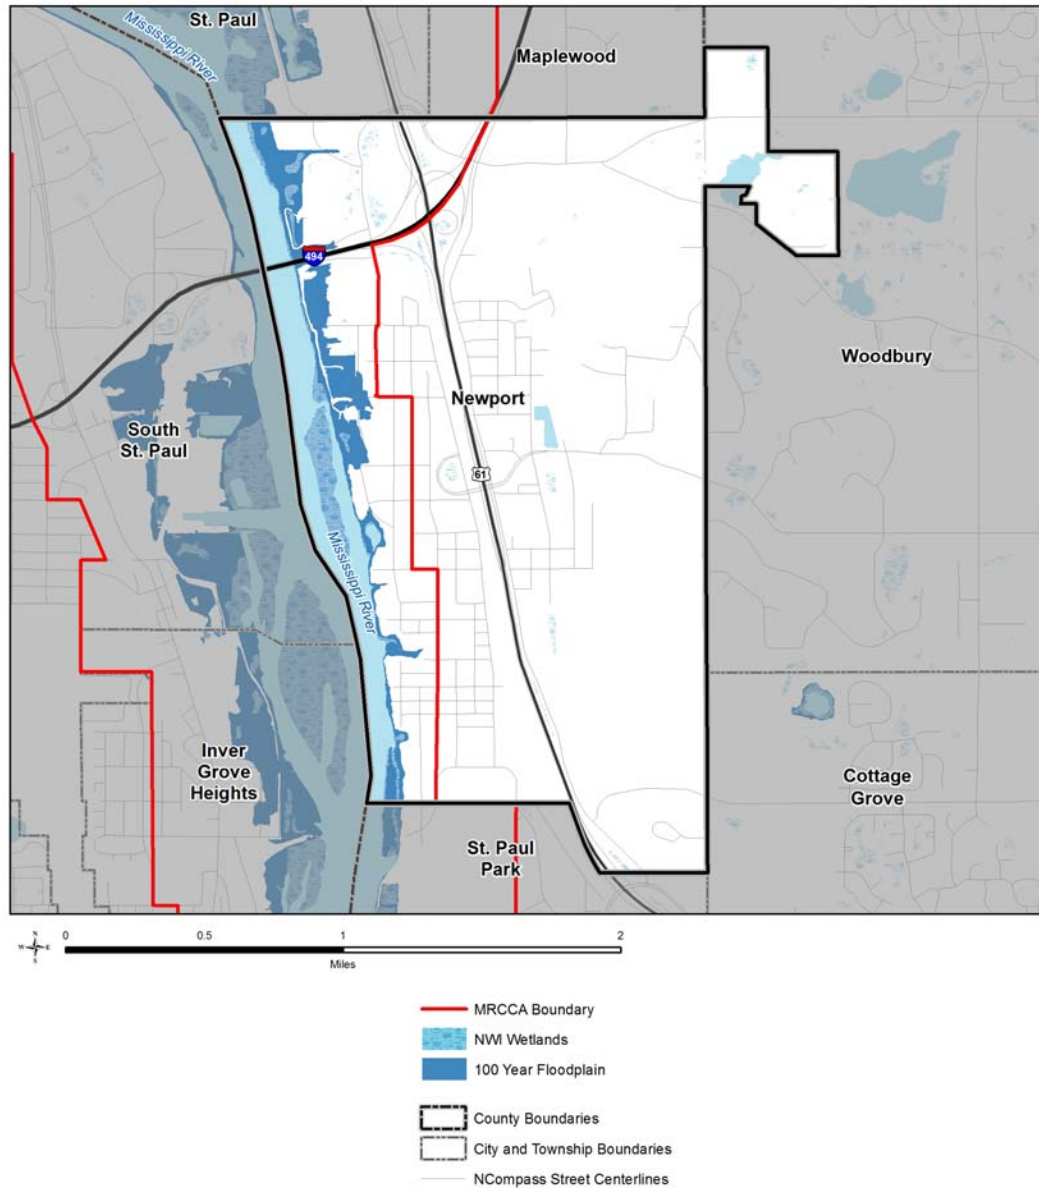 St. Paul
Mississippi River
Maplewood
494
Woodbury
Newport
South
St. Paul
61
Mississippi River
Inver
Grove
Heights
Cottage
Grove
St. Paul
Park
N
W E
S
0 0.5 1 2
Miles
MRCCA Boundary
NWI Wetlands
100 Year Floodplain
County Boundaries
City and Township Boundaries
NCompass Street Centerlines